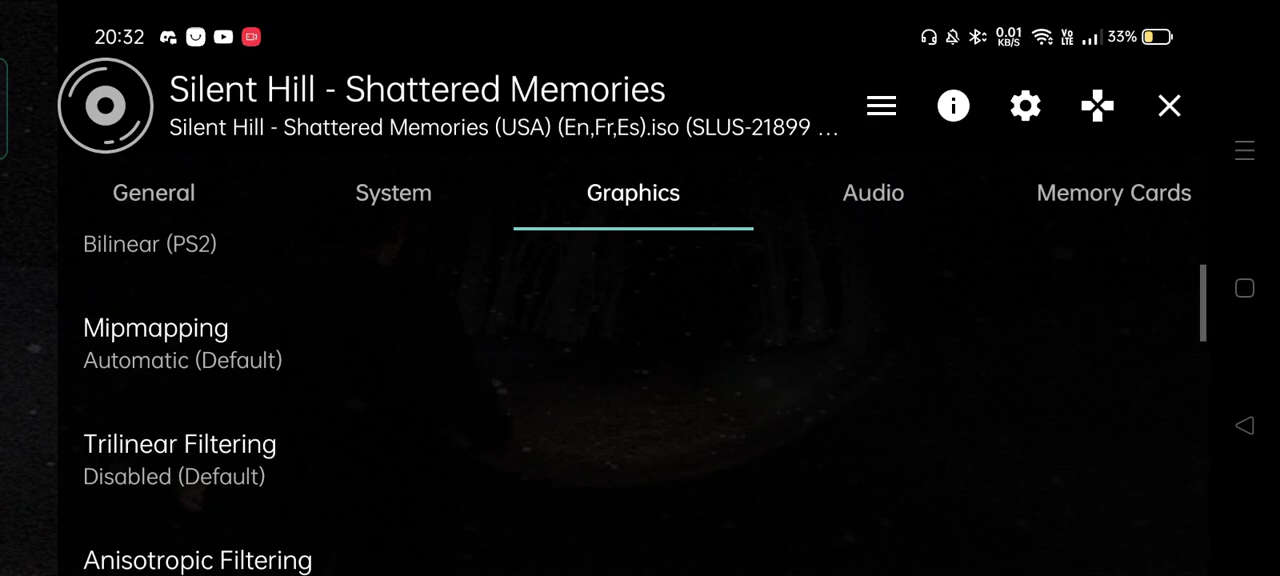 20:32
0.01 KB/S
Vo LTE
33%
Silent Hill - Shattered Memories
Silent Hill - Shattered Memories (USA) (En,Fr,Es).iso (SLUS-21899 ...
General System Graphics Audio Memory Cards
Bilinear (PS2)
Mipmapping
Automatic (Default)
Trilinear Filtering
Disabled (Default)
Anisotropic Filtering